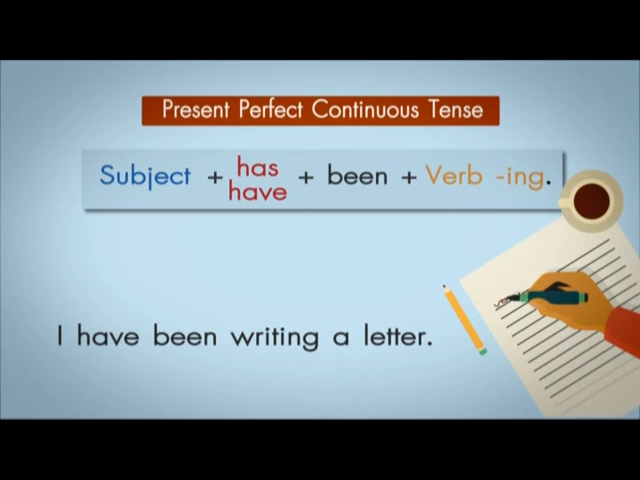 Present Perfect Continuous Tense
Subject + has have + been + Verb -ing.
I have been writing a letter.